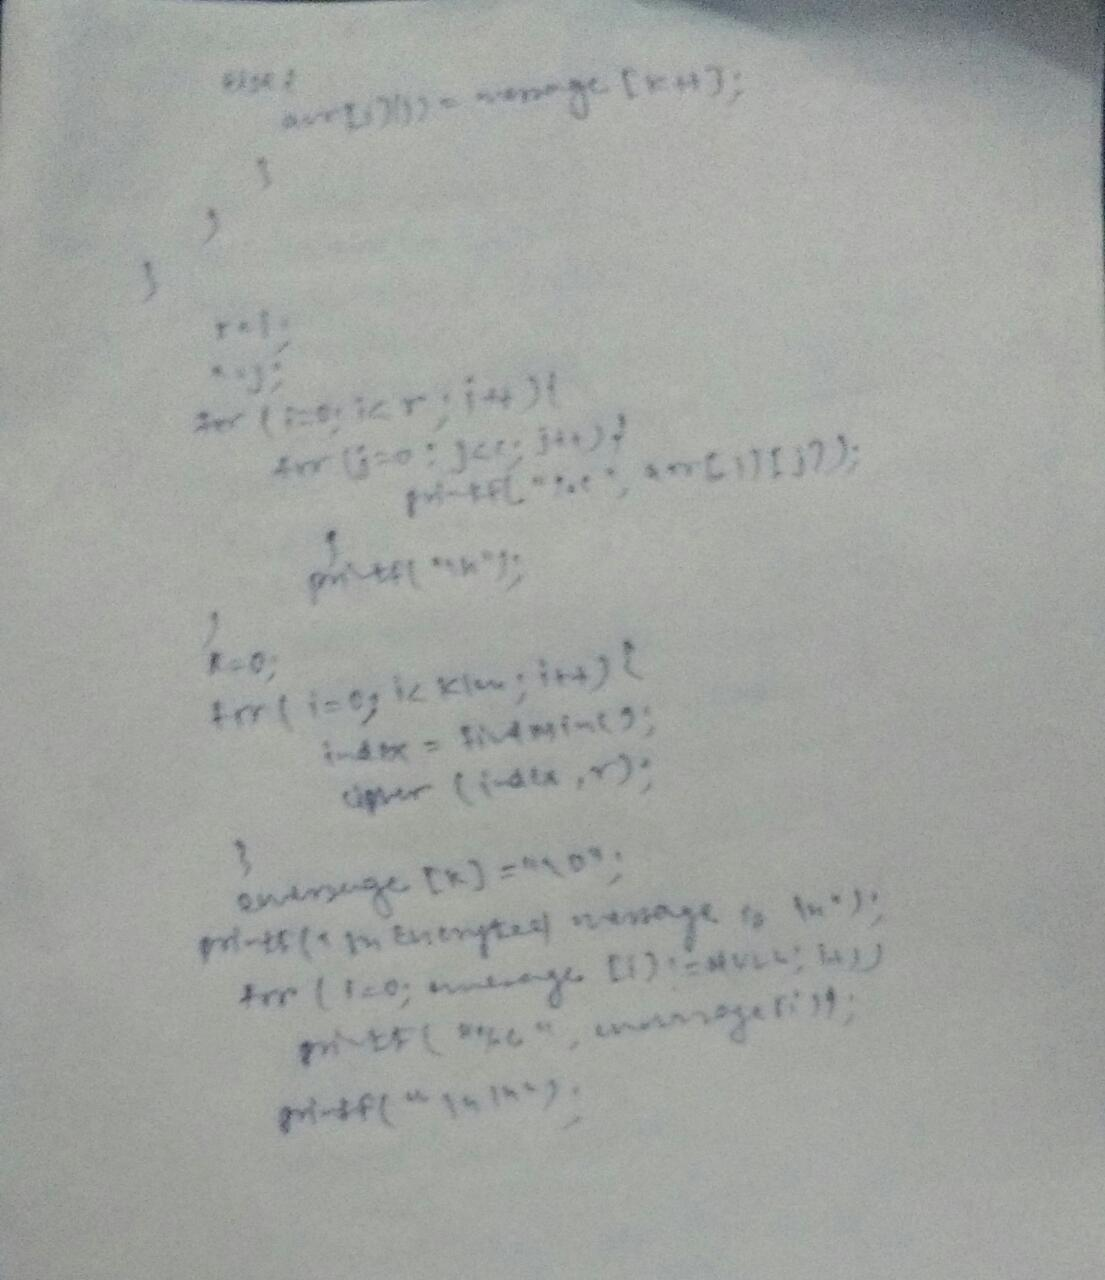 else {
arr[i][j] = message [k++];
}
}
}
r=i;
c=j;
for (i=0; i<r; i++){
for (j=0; j<c; j++){
printf("%c", arr[i][j]);
}
printf("\n");
}
k=0;
for( i=0; i< klen; i++) {
index = findmin();
cipher (index, r);
}
emessage [k] ="\0";
printf(" \n Encrypted message is \n");
for (i=0; emessage [i] != NULL; i++)
printf( "%c", emessage[i]);
printf(" \n \n");